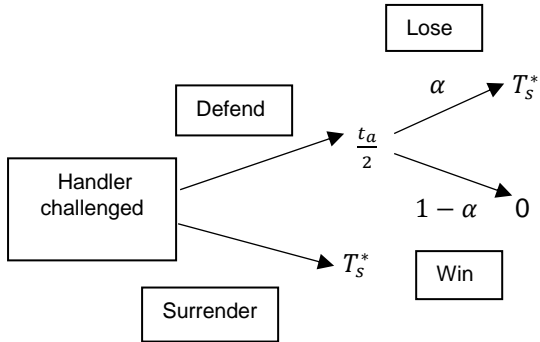 Lose
α
T_s^*
Defend
t_a
2
Handler
challenged
1 − α
0
T_s^*
Win
Surrender